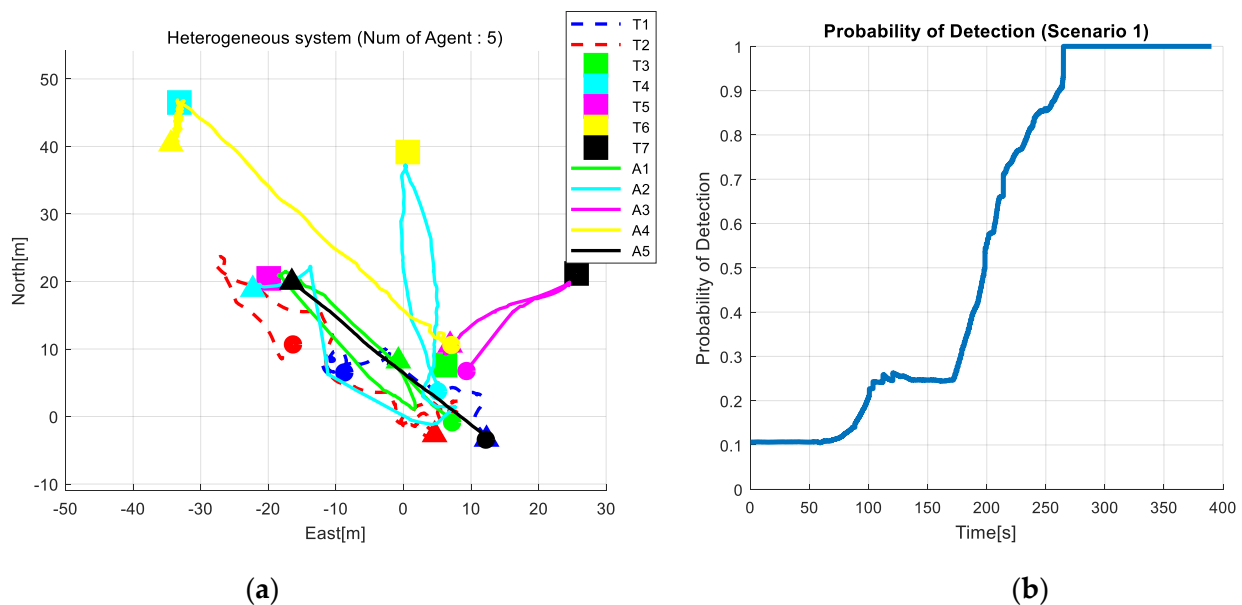 Heterogeneous system (Num of Agent : 5)
North[m]
50
40
30
20
10
0
-10
-50
-40
-30
-20
-10
0
10
20
30
East[m]
T1
T2
T3
T4
T5
T6
T7
A1
A2
A3
A4
A5
(a)
Probability of Detection (Scenario 1)
Probability of Detection
1
0.9
0.8
0.7
0.6
0.5
0.4
0.3
0.2
0.1
0
0
50
100
150
200
250
300
350
400
Time[s]
(b)